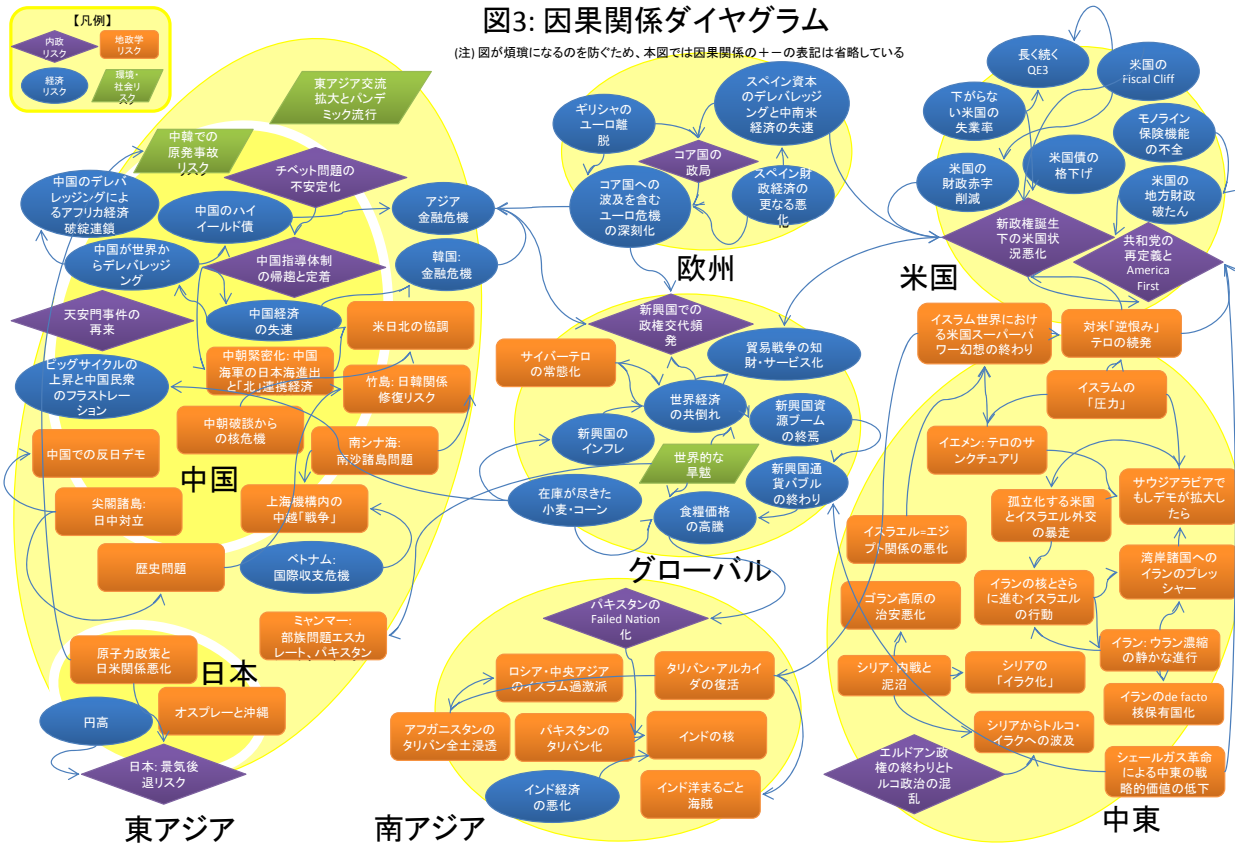 図3: 因果関係ダイヤグラム
(注) 図が煩瑣になるのを防ぐため、本図では因果関係の+-の表記は省略している
【凡例】
内政
リスク
地政学
リスク
経済
リスク
環境・
社会リ
スク
東アジア交流
拡大とパンデ
ミック流行
中韓での
原発事故
リスク
チベット問題の
不安定化
中国のデレバ
レッジングによ
るアフリカ経済
破綻連鎖
中国のハイ
イールド債
アジア
金融危機
中国が世界か
らデレバレッジ
ング
中国指導体制
の帰趨と定着
韓国:
金融危機
天安門事件の
再来
中国経済
の失速
米日北の協調
ビッグサイクルの
上昇と中国民衆
のフラストレー
ション
中朝緊密化: 中国
海軍の日本海進出
と「北」連携経済
竹島: 日韓関係
修復リスク
中朝破談から
の核危機
中国での反日デモ
中国
南シナ海:
南沙諸島問題
尖閣諸島:
日中対立
上海機構内の
中越「戦争」
歴史問題
ベトナム:
国際収支危機
ミャンマー:
部族問題エスカ
レート、パキスタン
原子力政策と
日米関係悪化
日本
円高
オスプレーと沖縄
日本: 景気後
退リスク
東アジア
ギリシャの
ユーロ離
脱
スペイン資本
のデレバレッジ
ングと中南米
経済の失速
コア国の
政局
コア国への
波及を含む
ユーロ危機
の深刻化
スペイン財
政経済の
更なる悪
化
欧州
長く続く
QE3
米国の
Fiscal Cliff
下がらな
い米国の
失業率
モノライン
保険機能
の不全
米国の
財政赤字
削減
米国債の
格下げ
米国の
地方財政
破たん
新政権誕生
下の米国状
況悪化
共和党の
再定義と
America
First
米国
新興国での
政権交代頻
発
サイバーテロ
の常態化
貿易戦争の知
財・サービス化
世界経済
の共倒れ
新興国資
源ブーム
の終焉
新興国の
インフレ
世界的な
旱魃
新興国通
貨バブル
の終わり
在庫が尽きた
小麦・コーン
食糧価格
の高騰
グローバル
パキスタンの
Failed Nation
化
ロシア・中央アジア
のイスラム過激派
タリバン・アルカイ
ダの復活
アフガニスタンの
タリバン全土浸透
パキスタンの
タリバン化
インドの核
インド経済
の悪化
インド洋まるごと
海賊
南アジア
イスラム世界におけ
る米国スーパーパ
ワー幻想の終わり
対米「逆恨み」
テロの続発
イスラムの
「圧力」
イエメン: テロのサ
ンクチュアリ
サウジアラビアで
もしデモが拡大し
たら
孤立化する米国
とイスラエル外交
の暴走
イスラエル=エジ
プト関係の悪化
湾岸諸国への
イランのプレッ
シャー
イランの核とさら
に進むイスラエル
の行動
ゴラン高原の
治安悪化
イラン: ウラン濃縮
の静かな進行
シリア: 内戦と
泥沼
シリアの
「イラク化」
イランのde facto
核保有国化
シリアからトルコ・
イラクへの波及
エルドアン政
権の終わりとト
ルコ政治の混
乱
シェールガス革命
による中東の戦
略的価値の低下
中東